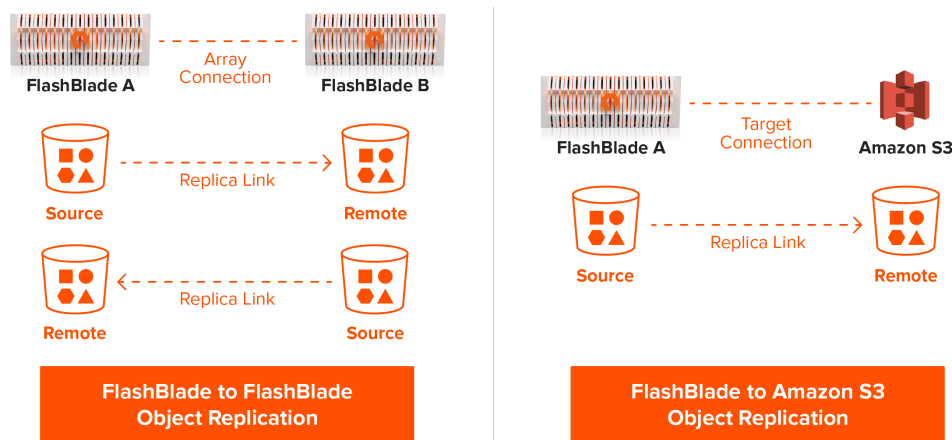 FlashBlade A
Array
Connection
FlashBlade B
Source
Replica Link
Remote
Remote
Replica Link
Source
FlashBlade to FlashBlade
Object Replication
FlashBlade A
Target
Connection
Amazon S3
Source
Replica Link
Remote
FlashBlade to Amazon S3
Object Replication